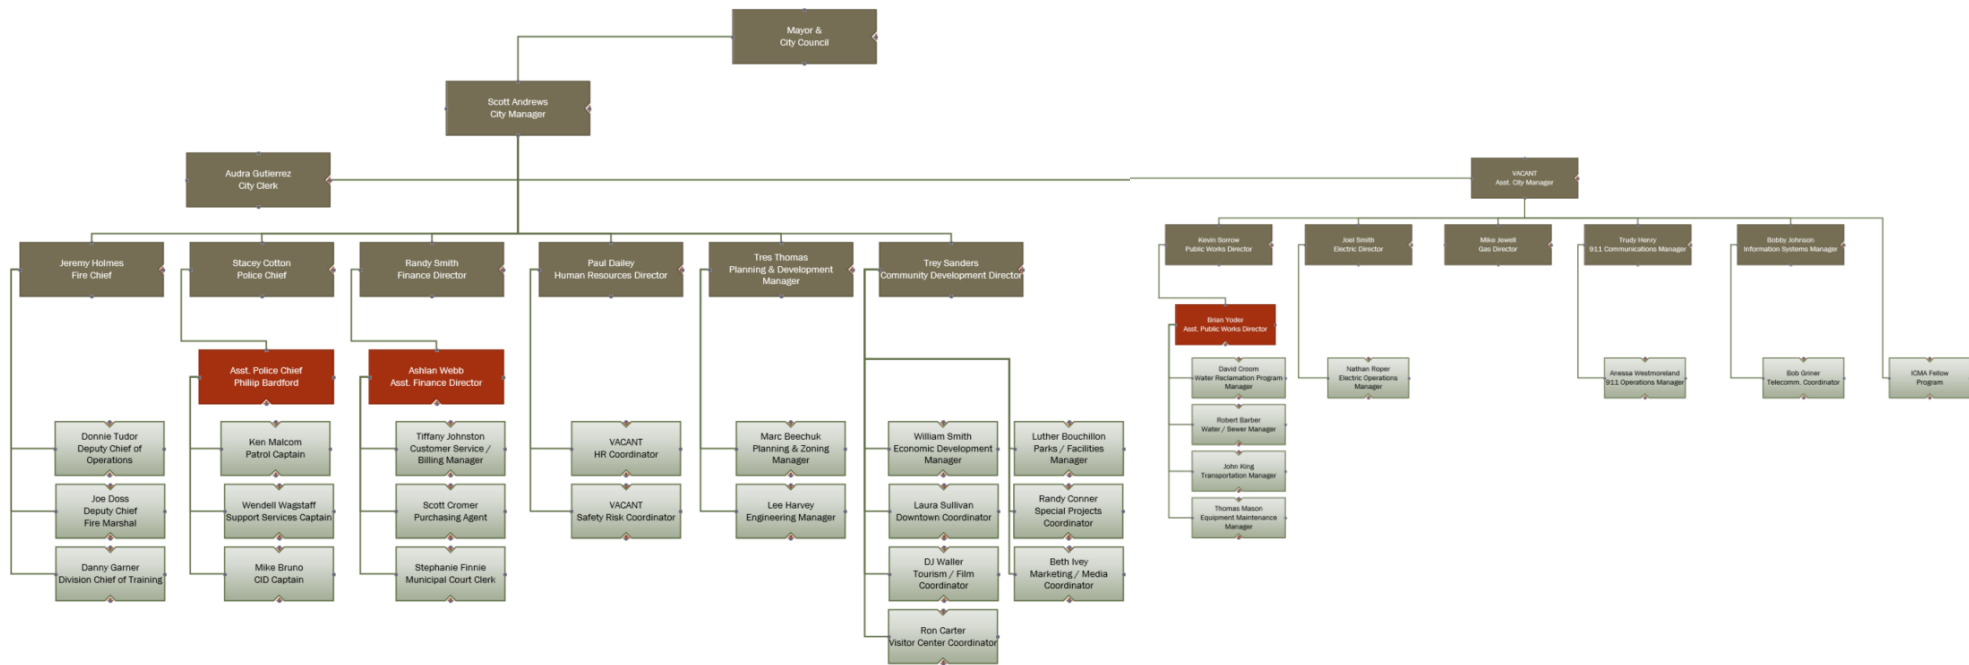 Mayor &
City Council
Scott Andrews
City Manager
Audra Gutierrez
City Clerk
VACANT
Asst. City Manager
Jeremy Holmes
Fire Chief
Stacey Cotton
Police Chief
Randy Smith
Finance Director
Paul Dailey
Human Resources Director
Tres Thomas
Planning & Development
Manager
Trey Sanders
Community Development Director
Kevin Sorrow
Public Works Director
Joel Smith
Electric Director
Mike Jewell
Gas Director
Trudy Henry
911 Communications Manager
Bobby Johnson
Information Systems Manager
Asst. Police Chief
Philiip Bardford
Ashlan Webb
Asst. Finance Director
Brian Yoder
Asst. Public Works Director
Donnie Tudor
Deputy Chief of
Operations
Joe Doss
Deputy Chief
Fire Marshal
Danny Garner
Division Chief of Training
Ken Malcom
Patrol Captain
Wendell Wagstaff
Support Services Captain
Mike Bruno
CID Captain
Tiffany Johnston
Customer Service /
Billing Manager
Scott Cromer
Purchasing Agent
Stephanie Finnie
Municipal Court Clerk
VACANT
HR Coordinator
VACANT
Safety Risk Coordinator
Marc Beechuk
Planning & Zoning
Manager
Lee Harvey
Engineering Manager
William Smith
Economic Development
Manager
Laura Sullivan
Downtown Coordinator
DJ Waller
Tourism / Film
Coordinator
Ron Carter
Visitor Center Coordinator
Luther Bouchillon
Parks / Facilities
Manager
Randy Conner
Special Projects
Coordinator
Beth Ivey
Marketing / Media
Coordinator
David Croom
Water Reclamation Program
Manager
Robert Barber
Water / Sewer Manager
John King
Transportation Manager
Thomas Mason
Equipment Maintenance
Manager
Nathan Roper
Electric Operations
Manager
Anessa Westmoreland
911 Operations Manager
Bob Griner
Telecomm. Coordinator
ICMA Fellow
Program